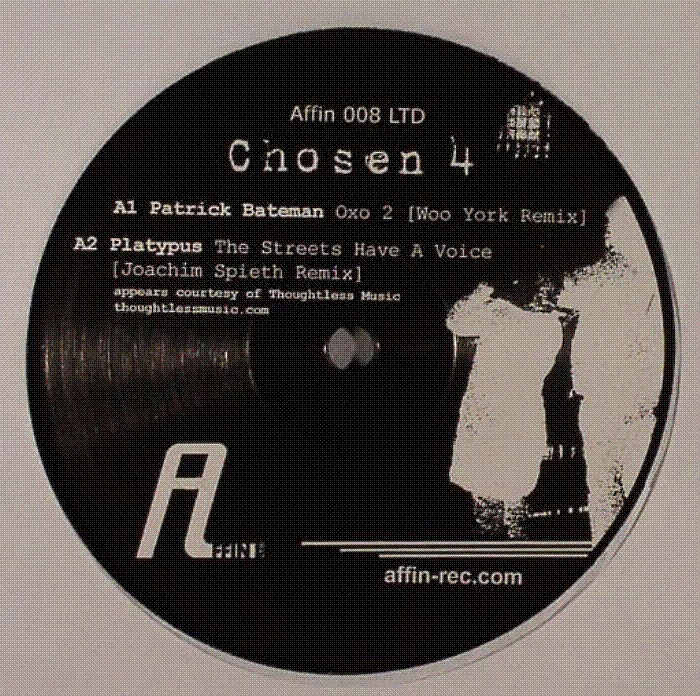 Affin 008 LTD
Chosen 4
A1 Patrick Bateman Oxo 2 [Woo York Remix]
A2 Platypus The Streets Have A Voice
[Joachim Spieth Remix]
appears courtesy of Thoughtless Music
thoughtlessmusic.com
AFFIN
affin-rec.com